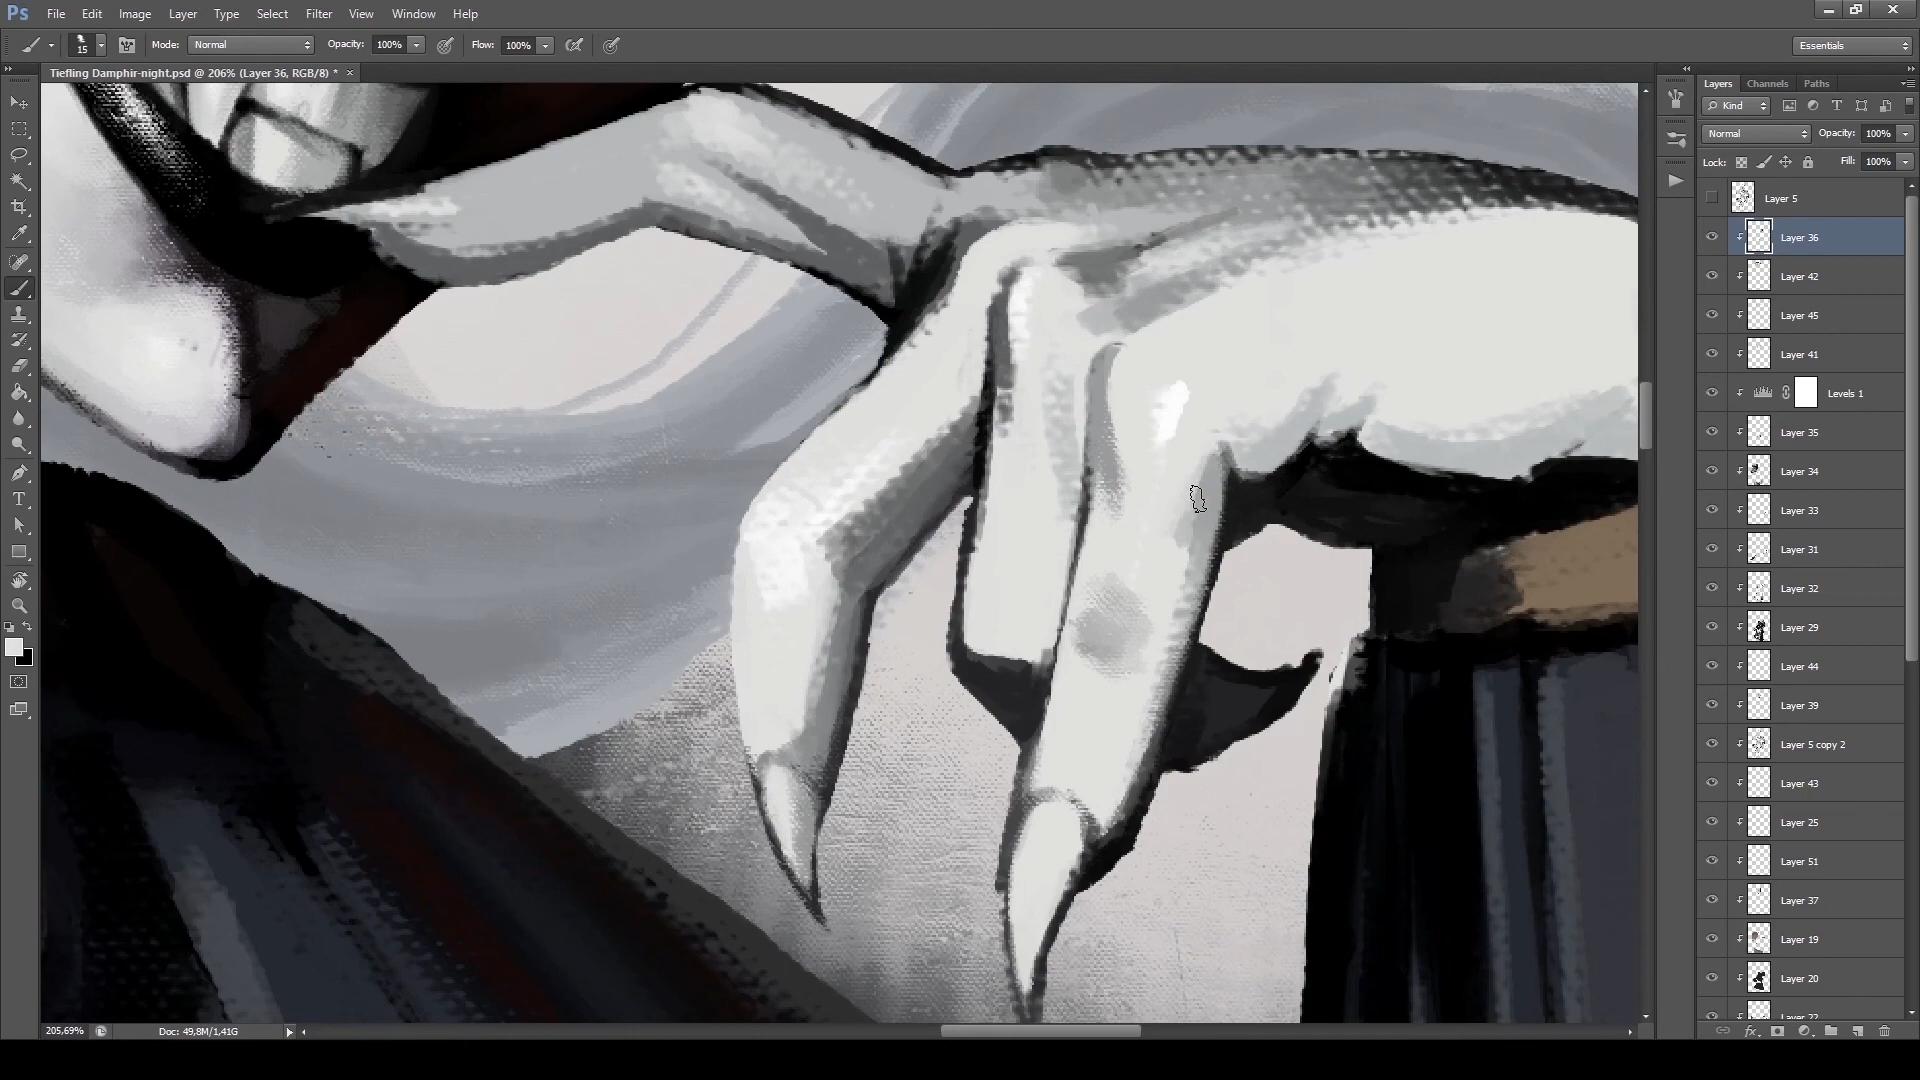 Ps File Edit Image Layer Type Select Filter View Window Help
15 Mode: Normal Opacity: 100% Flow: 100% Essentials
Tiefling Damphir-night.psd @ 206% (Layer 36, RGB/8) * ×
Layers Channels Paths
Kind
Normal Opacity: 100%
Lock: Fill: 100%
Layer 5
Layer 36
Layer 42
Layer 45
Layer 41
Levels 1
Layer 35
Layer 34
Layer 33
Layer 31
Layer 32
Layer 29
Layer 44
Layer 39
Layer 5 copy 2
Layer 43
Layer 25
Layer 51
Layer 37
Layer 19
Layer 20
Layer 22
205,69% Doc: 49,8M/1,41G